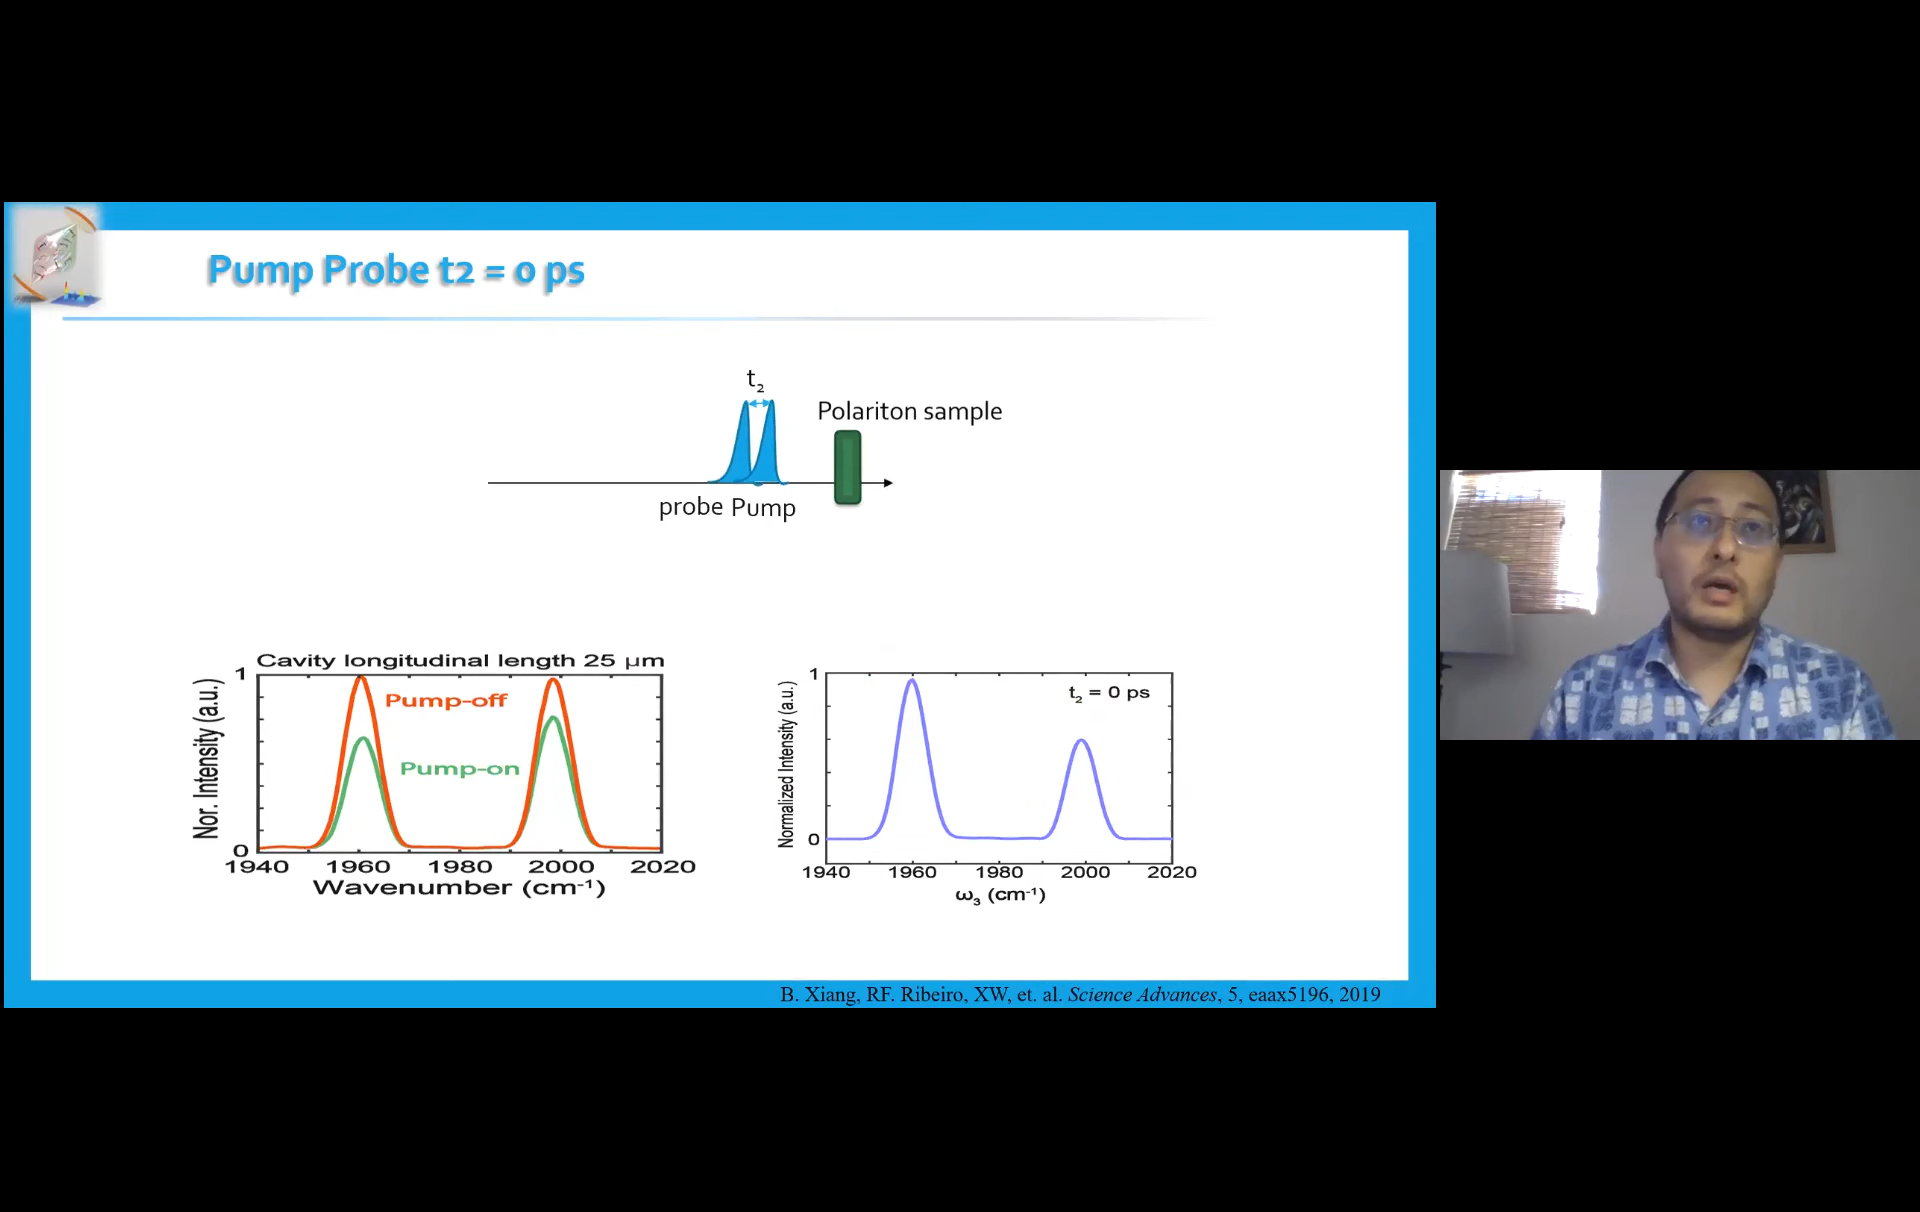 Pump Probe t2 = 0 ps
t₂
Polariton sample
probe Pump
Cavity longitudinal length 25 μm
1
Pump-off
Pump-on
0
Nor. Intensity (a.u.)
1940 1960 1980 2000 2020
Wavenumber (cm⁻¹)
1
t₂ = 0 ps
0
Normalized Intensity (a.u.)
1940 1960 1980 2000 2020
ω₃ (cm⁻¹)
B. Xiang, RF. Ribeiro, XW, et. al. Science Advances, 5, eaax5196, 2019